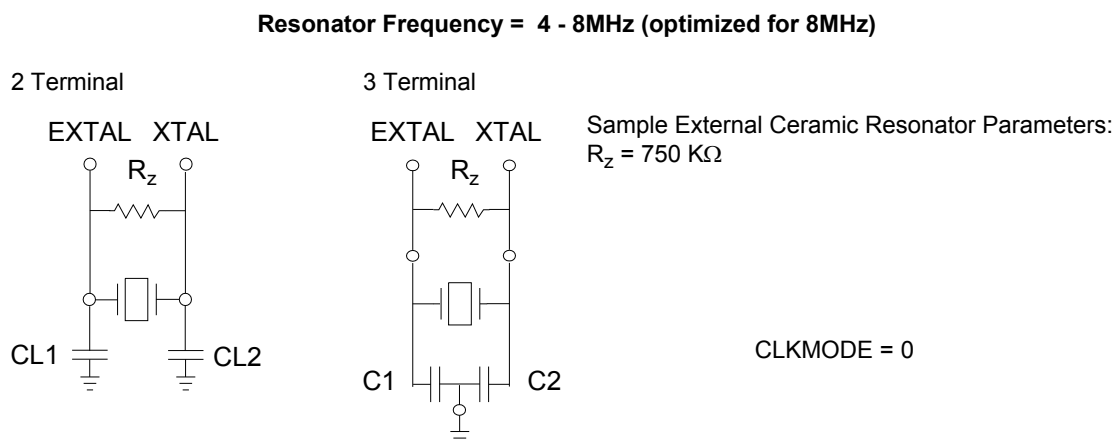 Resonator Frequency = 4 - 8MHz (optimized for 8MHz)
2 Terminal
3 Terminal
EXTAL XTAL
Rz
CL1
CL2
EXTAL XTAL
Rz
C1
C2
Sample External Ceramic Resonator Parameters:
Rz = 750 KΩ
CLKMODE = 0